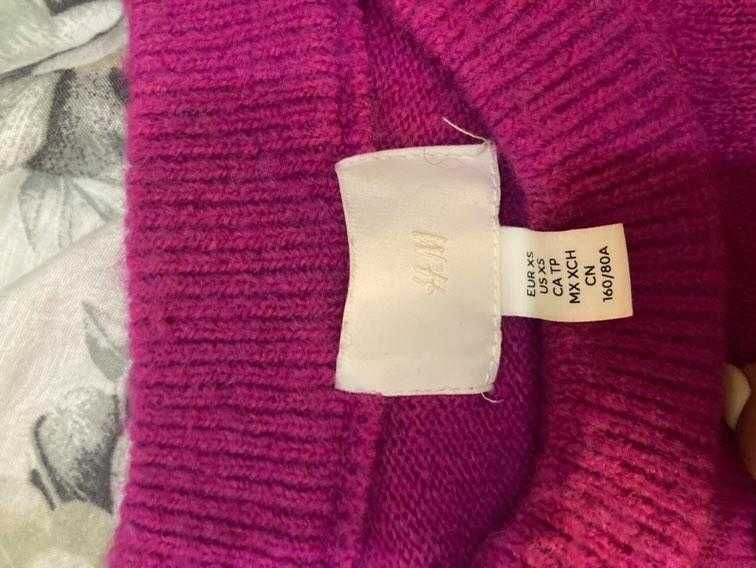 H&M
EUR XS
US XS
CA TP
MX XCH
CN
160/80A